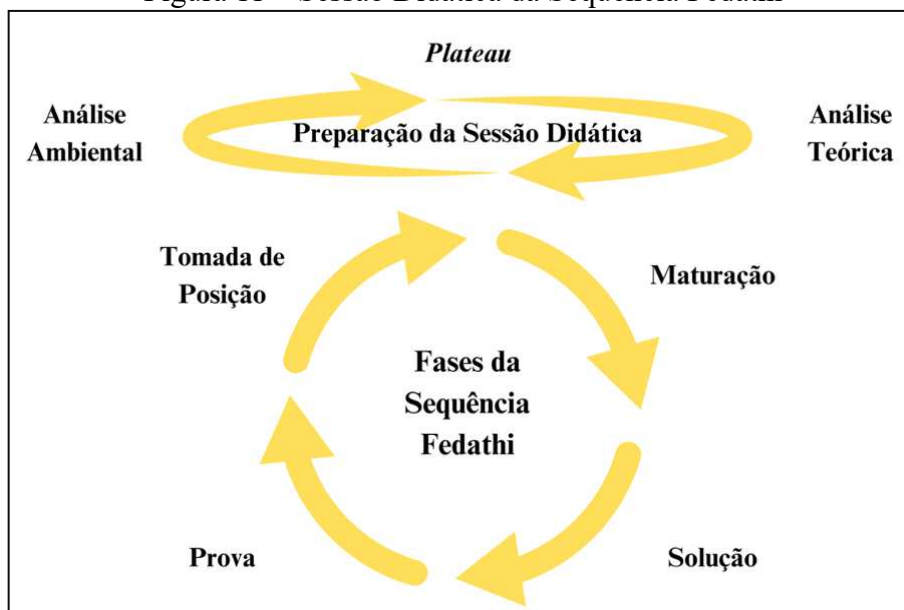 Plateau
Análise
Ambiental
Preparação da Sessão Didática
Análise
Teórica
Tomada de
Posição
Maturação
Fases da
Sequência
Fedathi
Prova
Solução